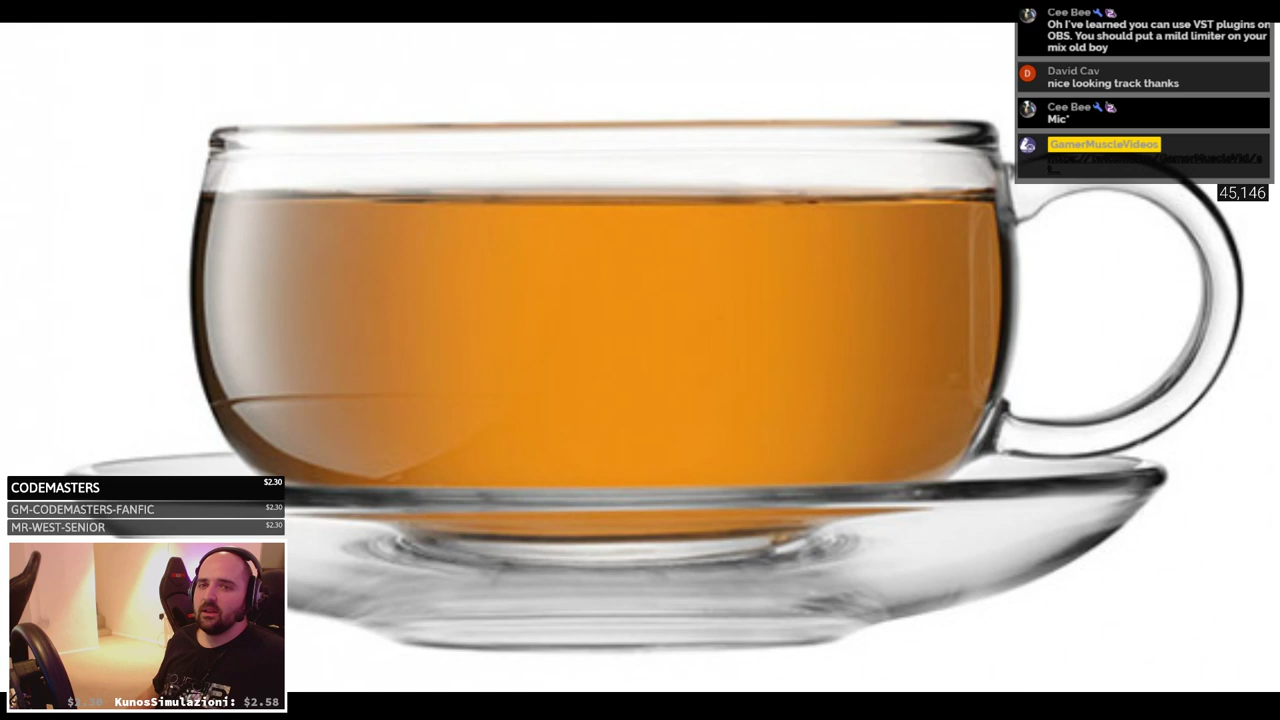 Cee Bee
Oh I've learned you can use VST plugins on
OBS. You should put a mild limiter on your
mix old boy
D
David Cav
nice looking track thanks
Cee Bee
Mic*
GamerMuscleVideos
45,146
CODEMASTERS $2.30
GM-CODEMASTERS-FANFIC $2.30
MR-WEST-SENIOR $2.30
$2.30 KunosSimulazioni: $2.58